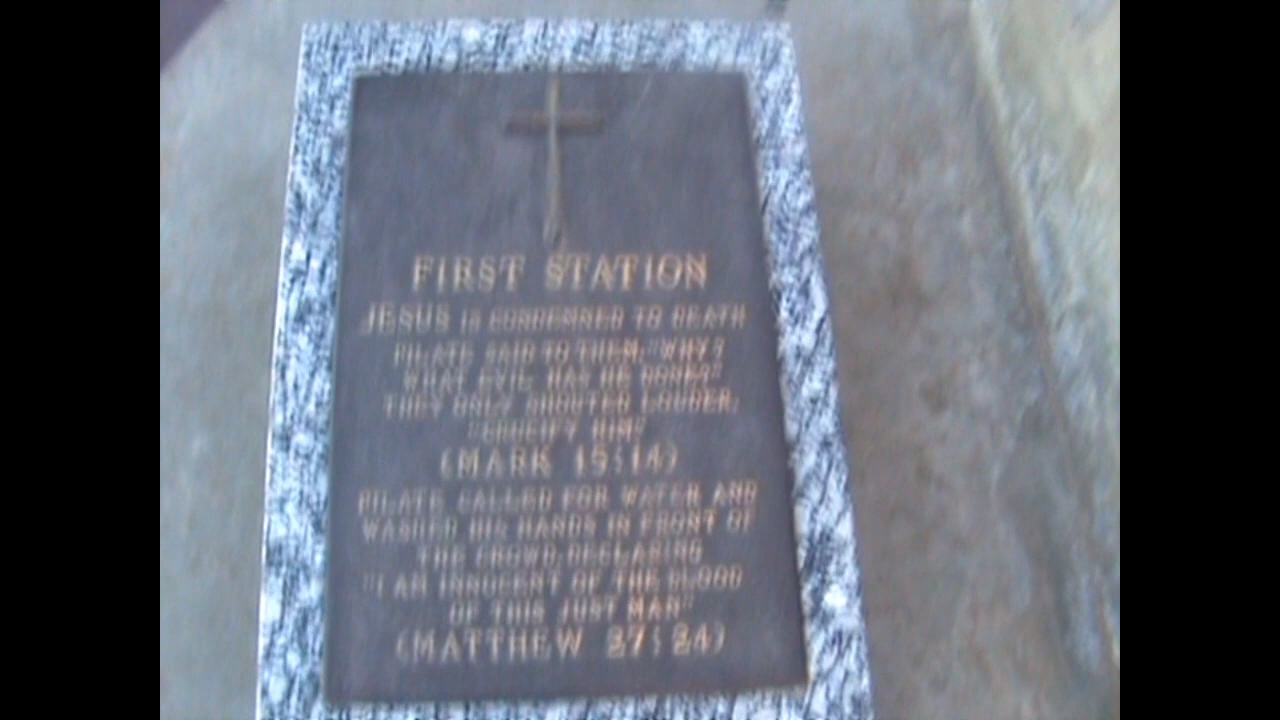 FIRST STATION
JESUS IS CONDEMNED TO DEATH
PILATE SAID TO THEM, "WHY?
WHAT EVIL HAS HE DONE?"
THEY ONLY SHOUTED LOUDER,
"CRUCIFY HIM"
(MARK 15:14)
PILATE CALLED FOR WATER AND
WASHED HIS HANDS IN FRONT OF
THE CROWD, DECLARING
"I AM INNOCENT OF THE BLOOD
OF THIS JUST MAN"
(MATTHEW 27:24)